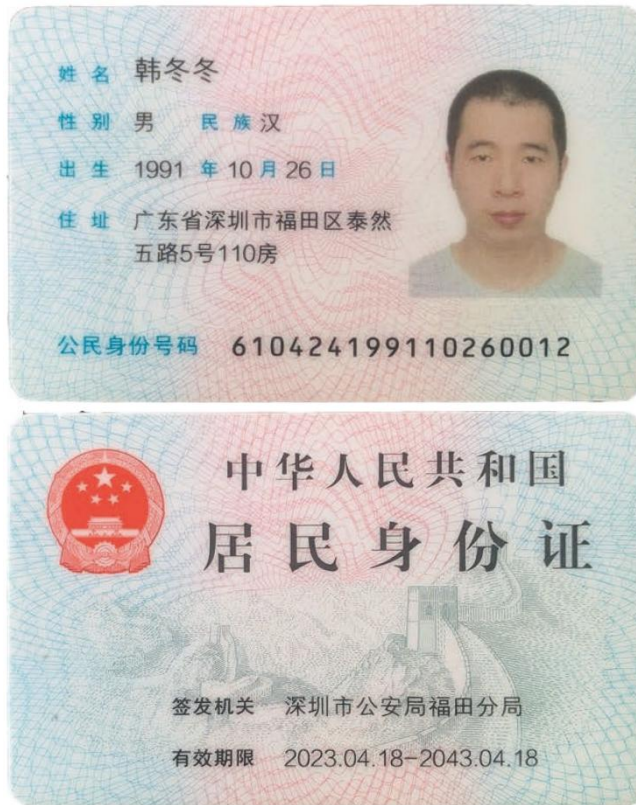 姓名 韩冬冬
性别 男 民族 汉
出生 1991 年 10 月 26 日
住址 广东省深圳市福田区泰然
五路5号110房
公民身份号码 610424199110260012
中华人民共和国
居民身份证
签发机关 深圳市公安局福田分局
有效期限 2023.04.18-2043.04.18